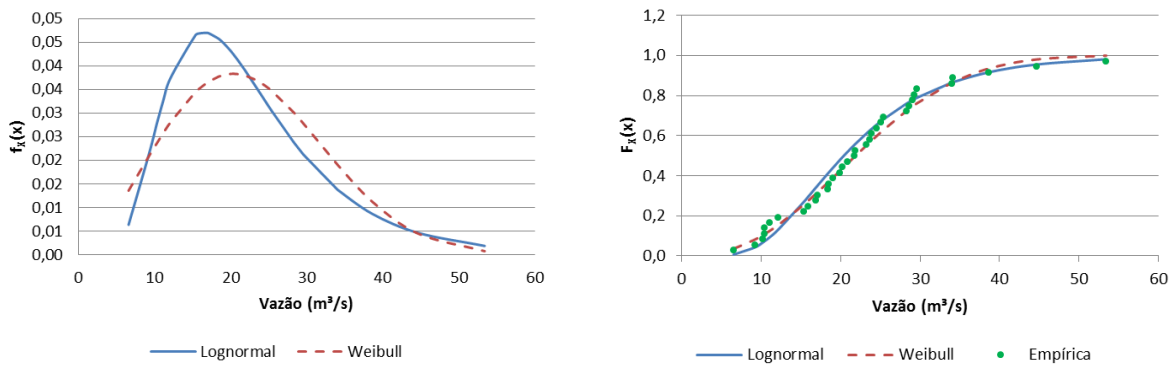 0,05
0,05
0,04
0,04
0,03
0,03
0,02
0,02
0,01
0,01
0,00
fX(x)
0 10 20 30 40 50 60
Vazão (m³/s)
Lognormal Weibull
1,2
1,0
0,8
0,6
0,4
0,2
0,0
FX(x)
0 10 20 30 40 50 60
Vazão (m³/s)
Lognormal Weibull Empírica